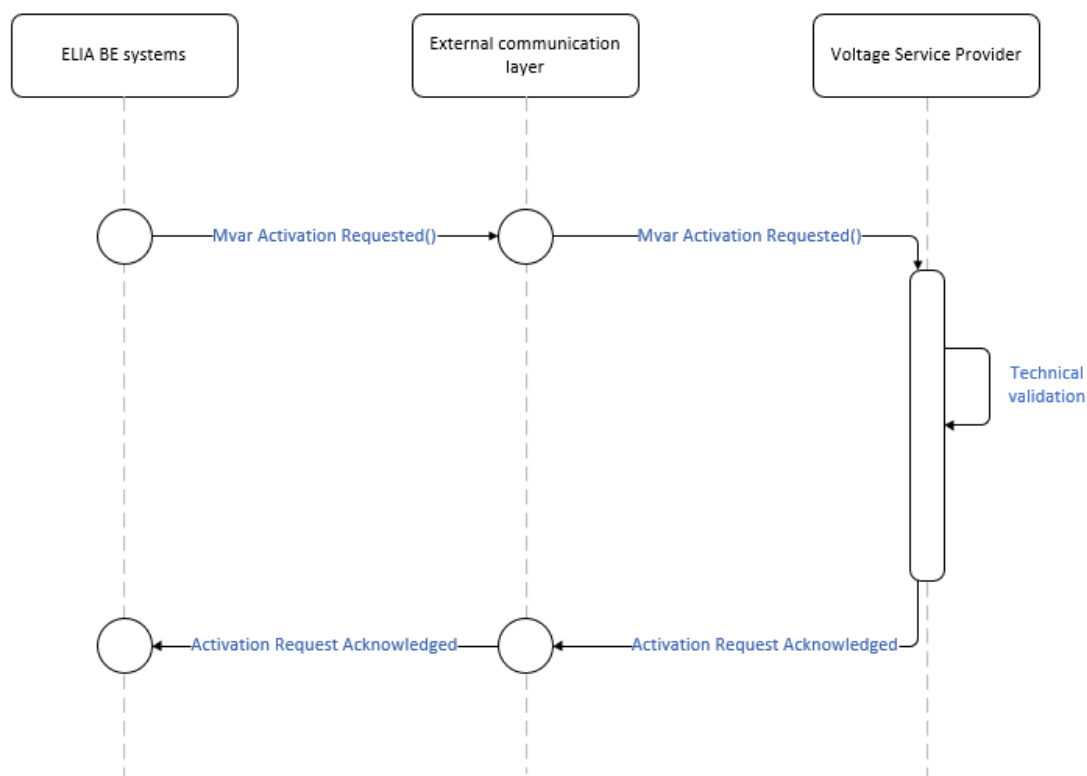 ELIA BE systems
External communication
layer
Voltage Service Provider
Mvar Activation Requested()
Mvar Activation Requested()
Technical
validation
Activation Request Acknowledged
Activation Request Acknowledged